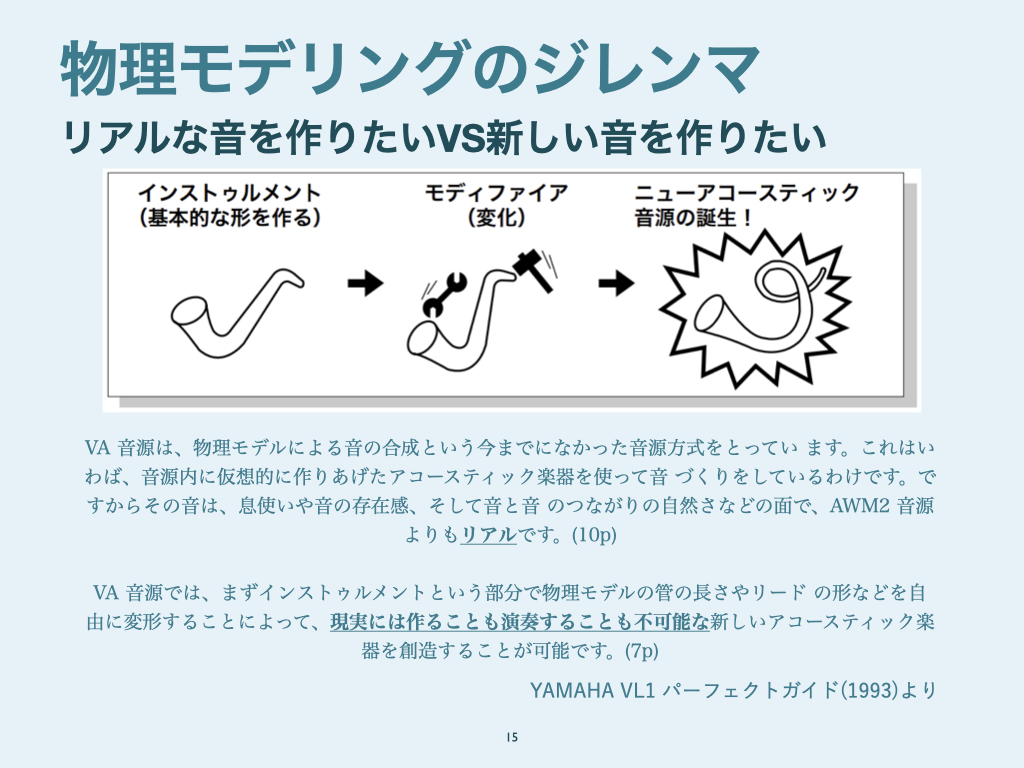 物理モデリングのジレンマ
リアルな音を作りたいVS新しい音を作りたい
インストゥルメント
（基本的な形を作る）
モディファイア
（変化）
ニューアコースティック
音源の誕生！
VA 音源は、物理モデルによる音の合成という今までになかった音源方式をとってい ます。これはい
わば、音源内に仮想的に作りあげたアコースティック楽器を使って音 づくりをしているわけです。で
すからその音は、息使いや音の存在感、そして音と音 のつながりの自然さなどの面で、AWM2 音源
よりもリアルです。(10p)
VA 音源では、まずインストゥルメントという部分で物理モデルの管の長さやリード の形などを自
由に変形することによって、現実には作ることも演奏することも不可能な新しいアコースティック楽
器を創造することが可能です。(7p)
YAMAHA VL1 パーフェクトガイド(1993)より
15